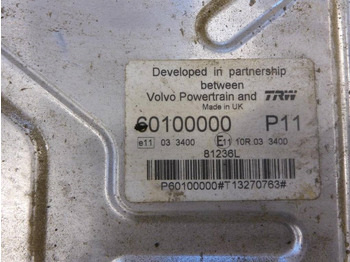 Developed in partnership
between
Volvo Powertrain and TRW
Made in UK
60100000 P11
e11 03 3400 E11 10R.03 3400
81236L
P60100000#T13270763#